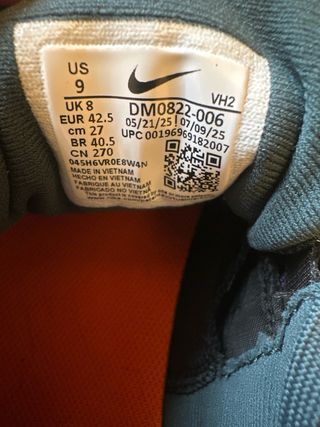 US
9
UK 8
EUR 42.5
cm 27
BR 40.5
CN 270
045H6VR0E8W4N
VH2
DM0822-006
05/21/25 07/09/25
UPC 00196969182007
MADE IN VIETNAM
HECHO EN VIETNAM
FABRIQUE AU VIETNAM
FABRICADO NO VIETNAM